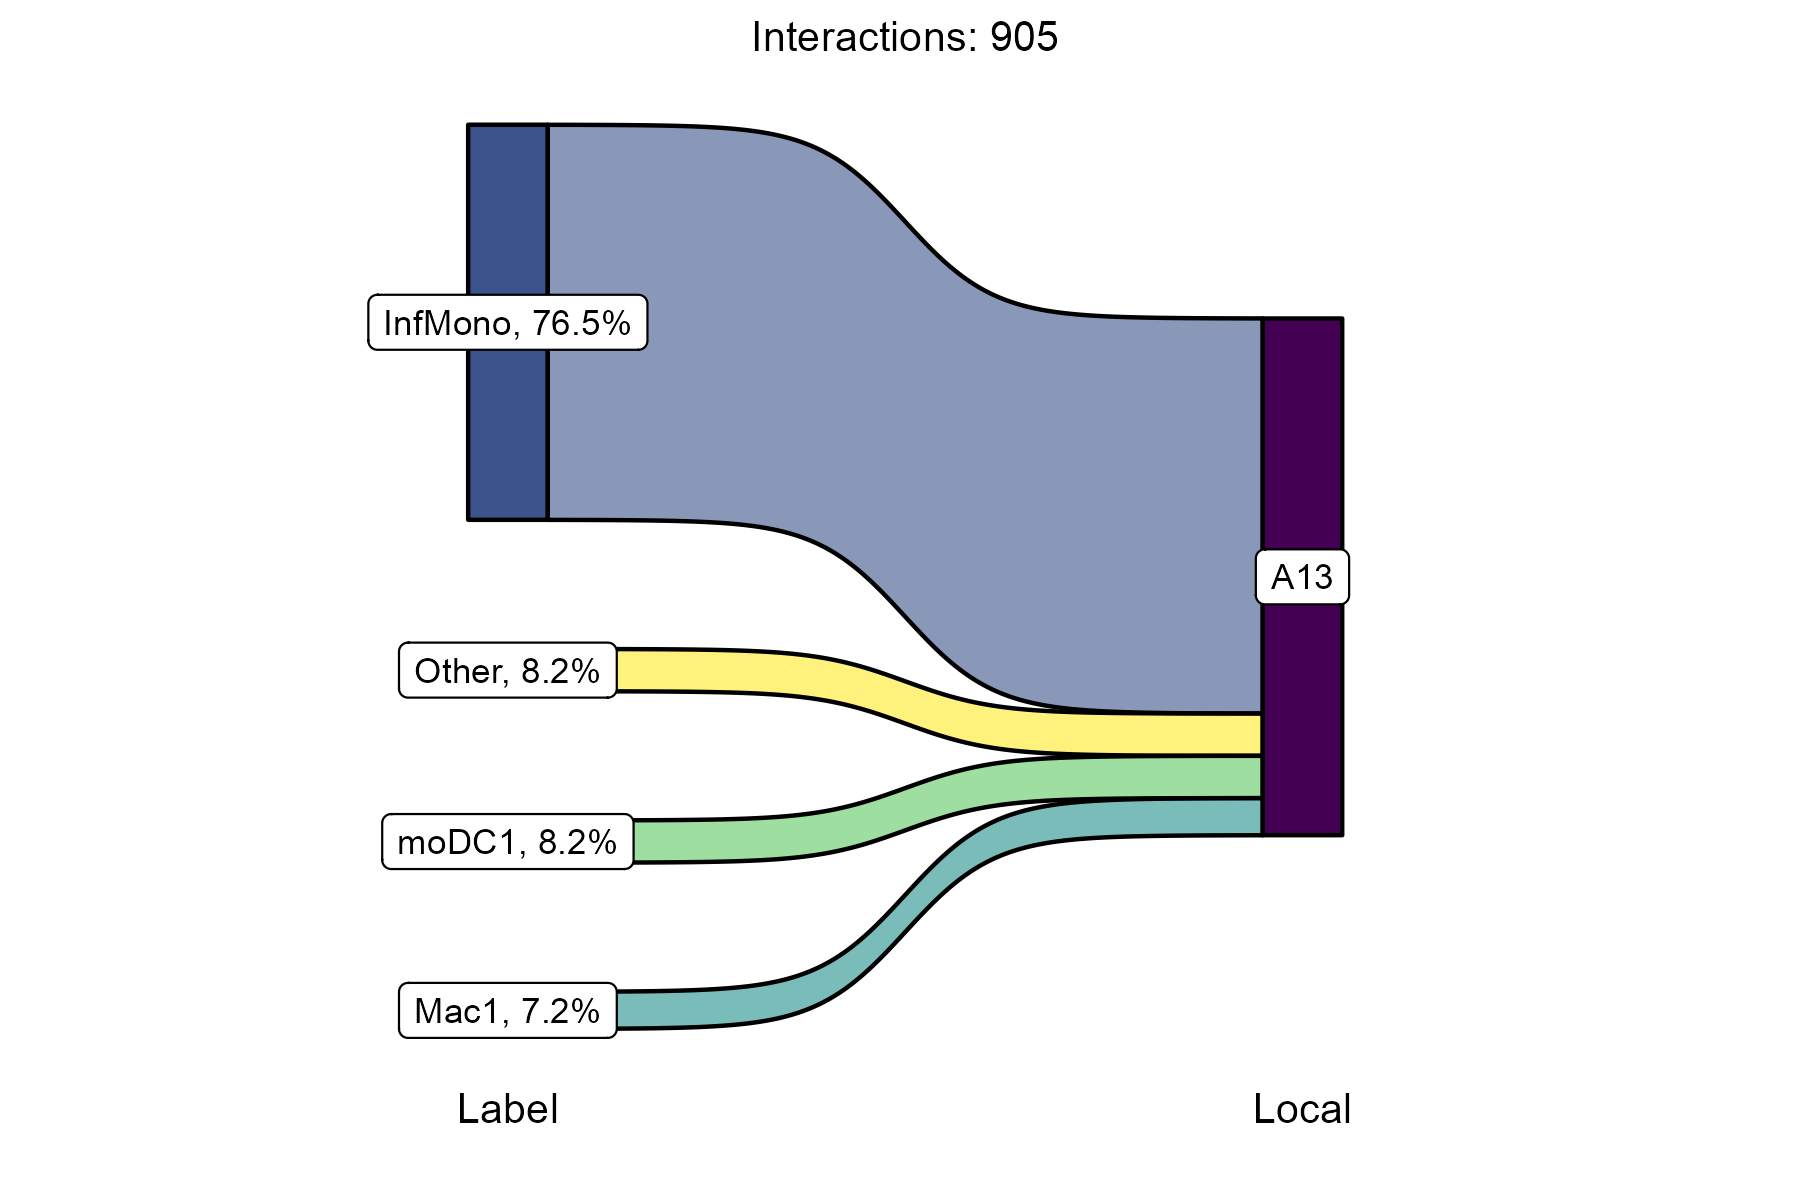 Interactions: 905
InfMono, 76.5%
A13
Other, 8.2%
moDC1, 8.2%
Mac1, 7.2%
Label
Local